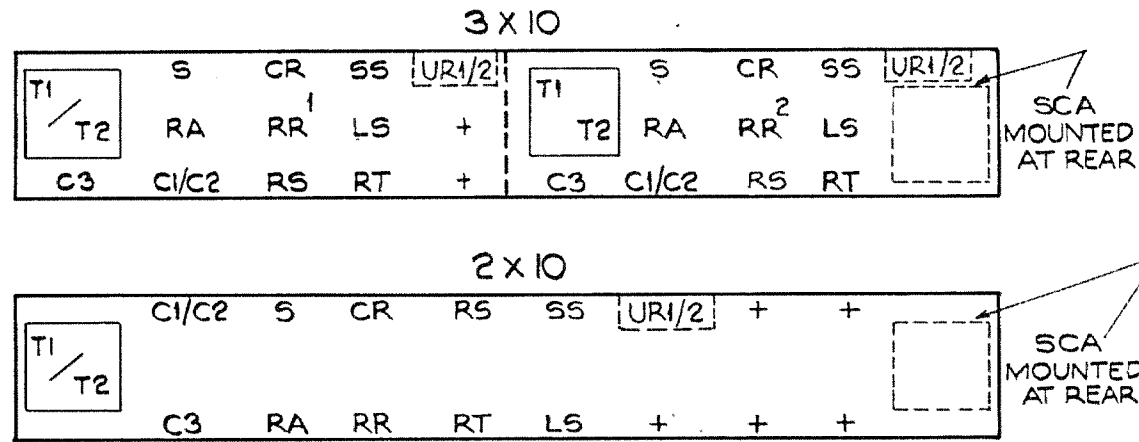 3 X 10
S CR SS UR1/2 S CR SS UR1/2
T1 / T2 RA RR 1 LS + T1 T2 RA RR 2 LS
C3 C1/C2 RS RT + C3 C1/C2 RS RT
SCA
MOUNTED
AT REAR
2 X 10
C1/C2 S CR RS SS UR1/2 + +
T1 / T2
C3 RA RR RT LS + + +
SCA
MOUNTED
AT REAR